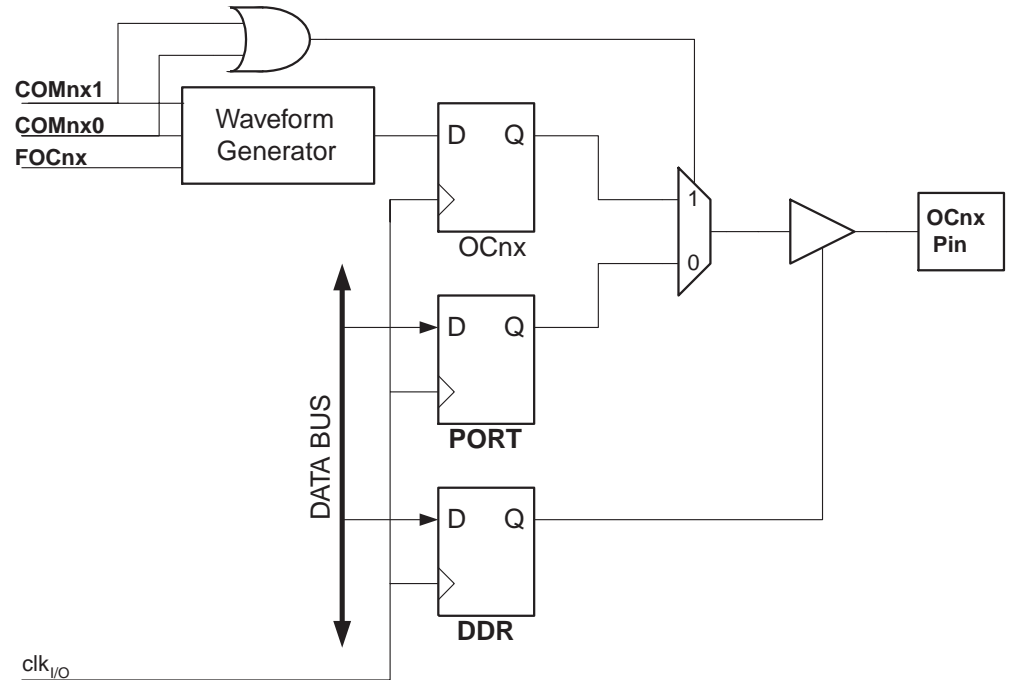 COMnx1
COMnx0
FOCnx
Waveform
Generator
D Q
OCnx
1
0
OCnx
Pin
D Q
PORT
DATA BUS
D Q
DDR
clkI/O